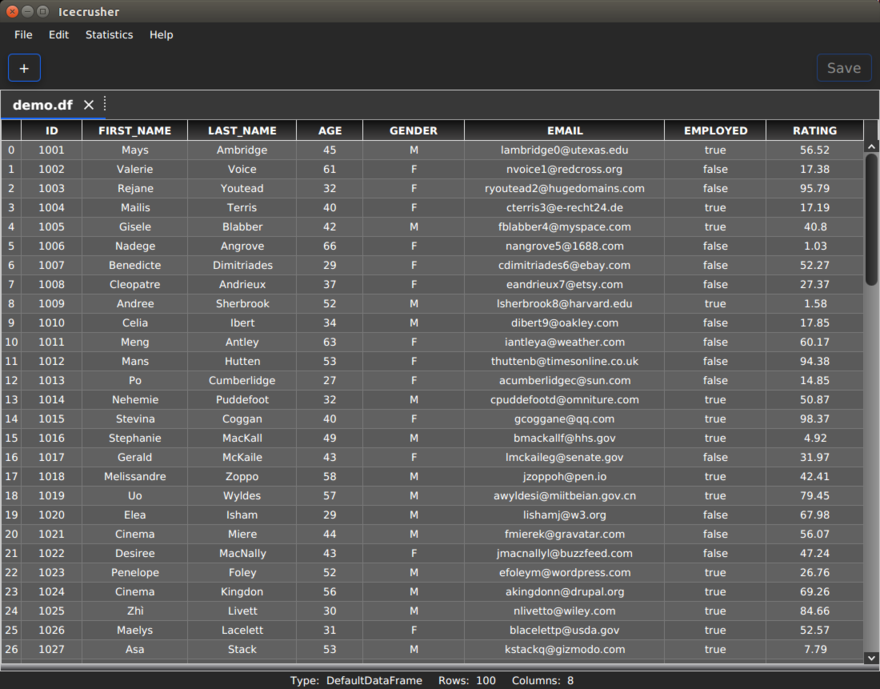 Icecrusher
File Edit Statistics Help
+ Save
demo.df ×
ID FIRST_NAME LAST_NAME AGE GENDER EMAIL EMPLOYED RATING
0 1001 Mays Ambridge 45 M lambridge0@utexas.edu true 56.52
1 1002 Valerie Voice 61 F nvoice1@redcross.org false 17.38
2 1003 Rejane Youtead 32 F ryoutead2@hugedomains.com false 95.79
3 1004 Mailis Terris 40 F cterris3@e-recht24.de true 17.19
4 1005 Gisele Blabber 42 M fblabber4@myspace.com true 40.8
5 1006 Nadege Angrove 66 F nangrove5@1688.com false 1.03
6 1007 Benedicte Dimitriades 29 F cdimitriades6@ebay.com false 52.27
7 1008 Cleopatre Andrieux 37 F eandrieux7@etsy.com false 27.37
8 1009 Andree Sherbrook 52 M lsherbrook8@harvard.edu true 1.58
9 1010 Celia Ibert 34 M dibert9@oakley.com false 17.85
10 1011 Meng Antley 63 F iantleya@weather.com false 60.17
11 1012 Mans Hutten 53 F thuttenb@timesonline.co.uk false 94.38
12 1013 Po Cumberlidge 27 F acumberlidgec@sun.com false 14.85
13 1014 Nehemie Puddefoot 32 M cpuddefootd@omniture.com true 50.87
14 1015 Stevina Coggan 40 F gcoggane@qq.com true 98.37
15 1016 Stephanie MacKall 49 M bmackallf@hhs.gov true 4.92
16 1017 Gerald McKaile 43 F lmckaileg@senate.gov false 31.97
17 1018 Melissandre Zoppo 58 M jzoppoh@pen.io true 42.41
18 1019 Uo Wyldes 57 M awyldesi@miitbeian.gov.cn true 79.45
19 1020 Elea Isham 29 M lishamj@w3.org false 67.98
20 1021 Cinema Miere 44 M fmierek@gravatar.com false 56.07
21 1022 Desiree MacNally 43 F jmacnallyl@buzzfeed.com false 47.24
22 1023 Penelope Foley 52 M efoleym@wordpress.com true 26.76
23 1024 Cinema Kingdon 56 M akingdonn@drupal.org true 69.26
24 1025 Zhi Livett 30 M nlivetto@wiley.com true 84.66
25 1026 Maelys Lacelett 31 F blacelettp@usda.gov true 52.57
26 1027 Asa Stack 53 M kstackq@gizmodo.com true 7.79
Type: DefaultDataFrame Rows: 100 Columns: 8